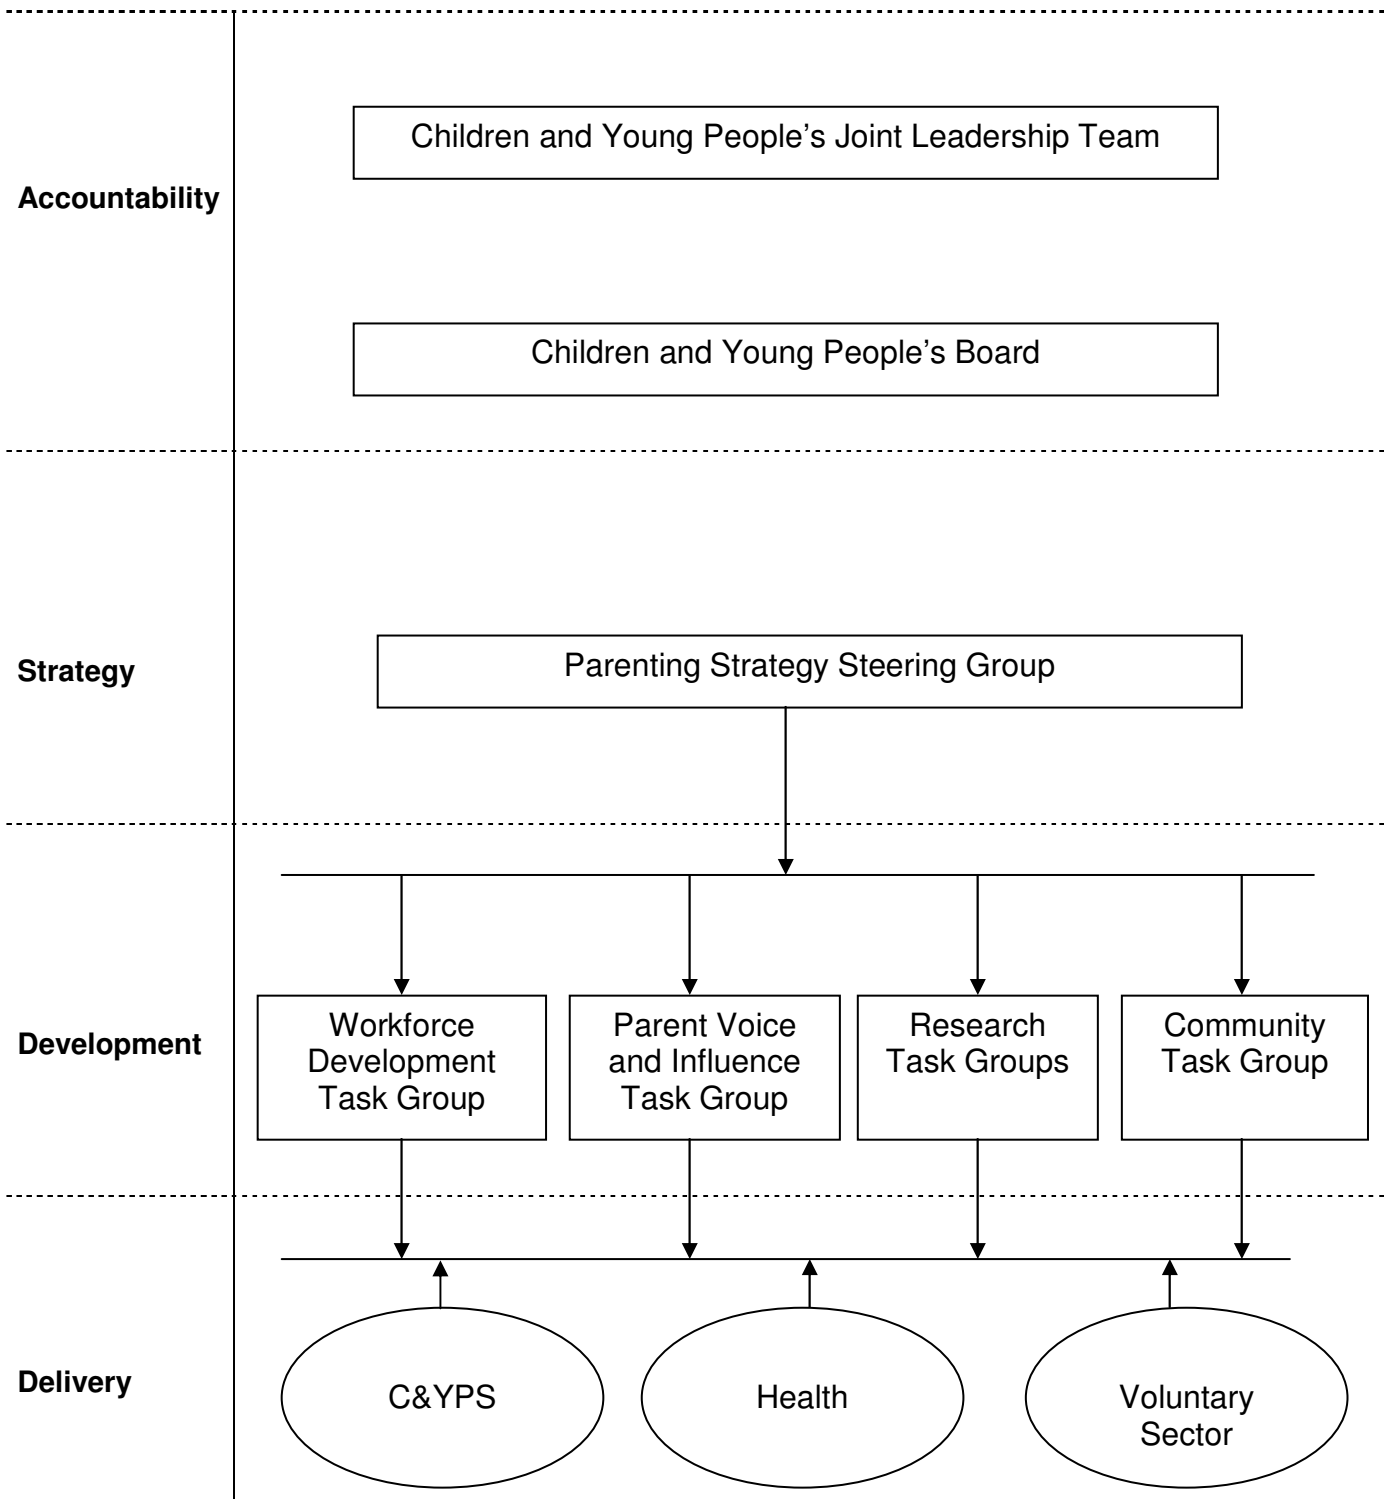 Accountability
Children and Young People’s Joint Leadership Team
Children and Young People’s Board
Strategy
Parenting Strategy Steering Group
Development
Workforce
Development
Task Group
Parent Voice
and Influence
Task Group
Research
Task Groups
Community
Task Group
Delivery
C&YPS
Health
Voluntary
Sector